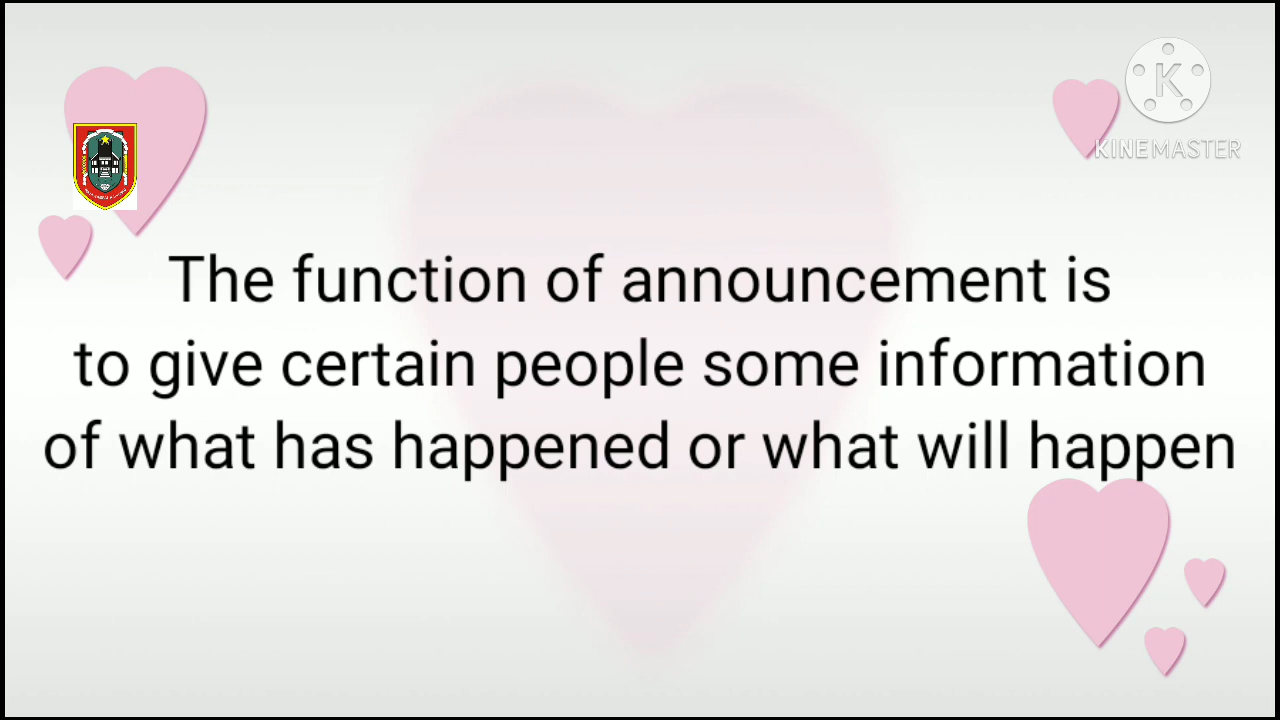 K
KINEMASTER
The function of announcement is
to give certain people some information
of what has happened or what will happen